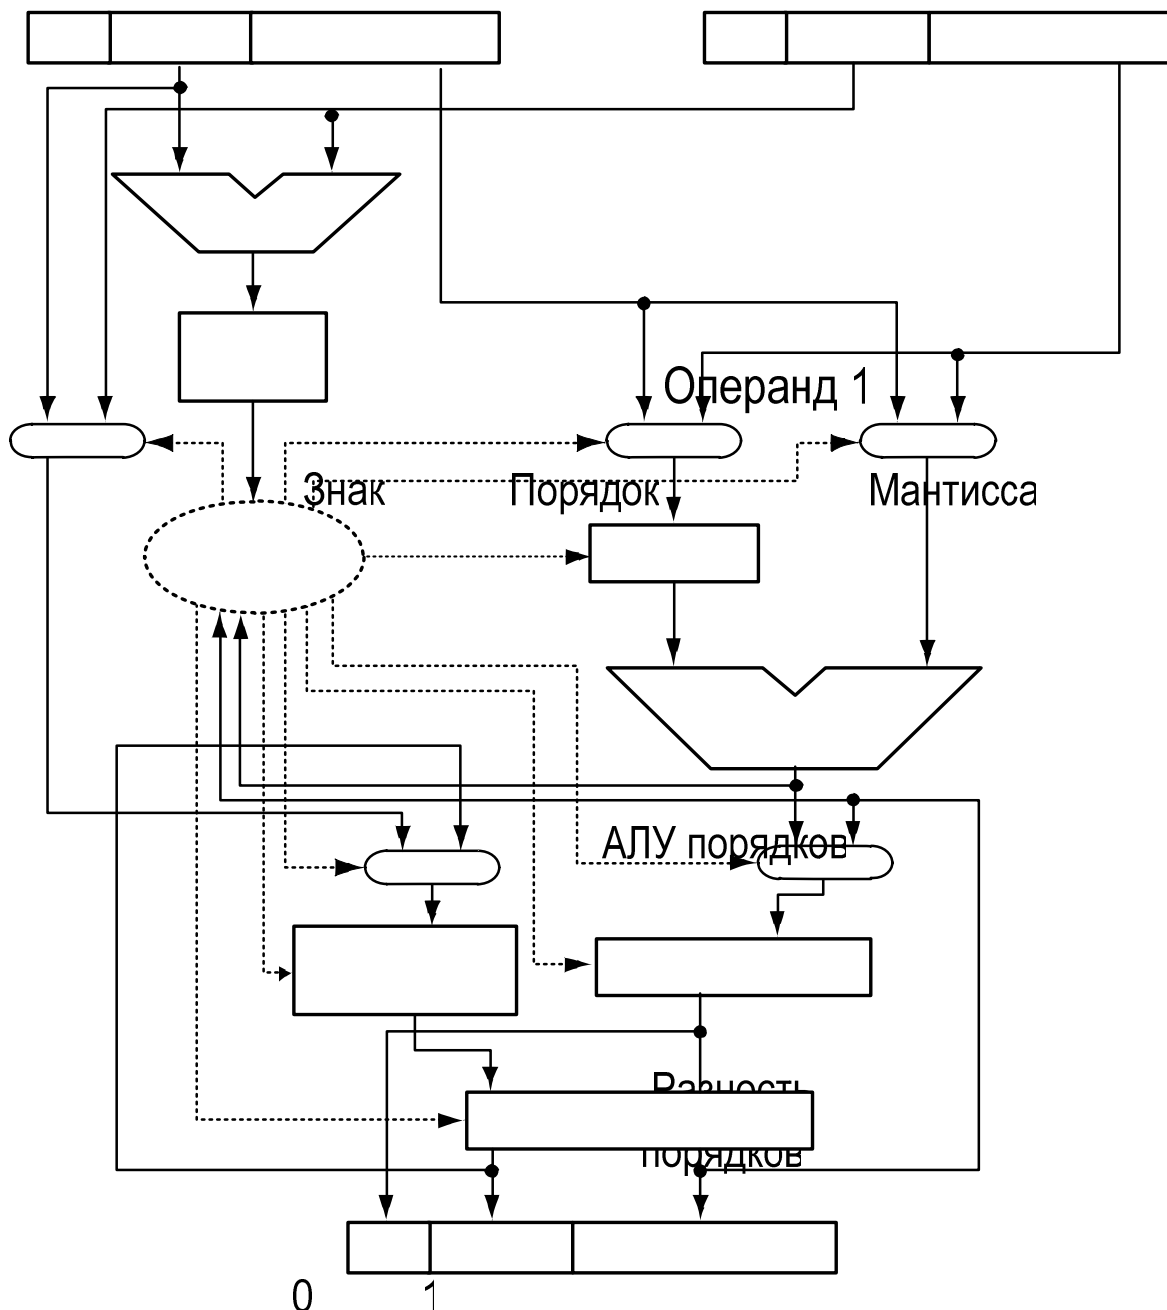 Операнд 1
Знак Порядок Мантисса
АЛУ порядков
Разность
порядков
0 1